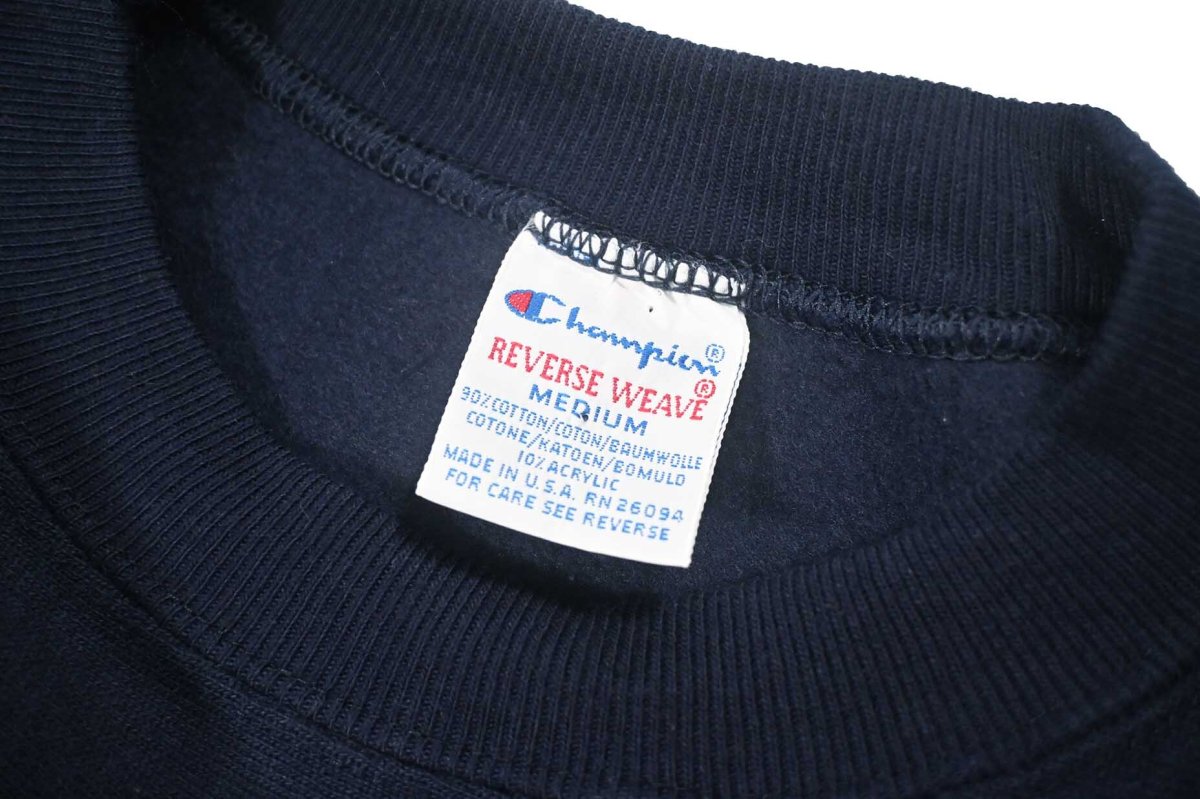 Champion®
REVERSE WEAVE®
MEDIUM
90%COTTON/COTON/BAUMWOLLE
COTONE/KATOEN/BOMULD
10% ACRYLIC
MADE IN U.S.A. RN 26094
FOR CARE SEE REVERSE